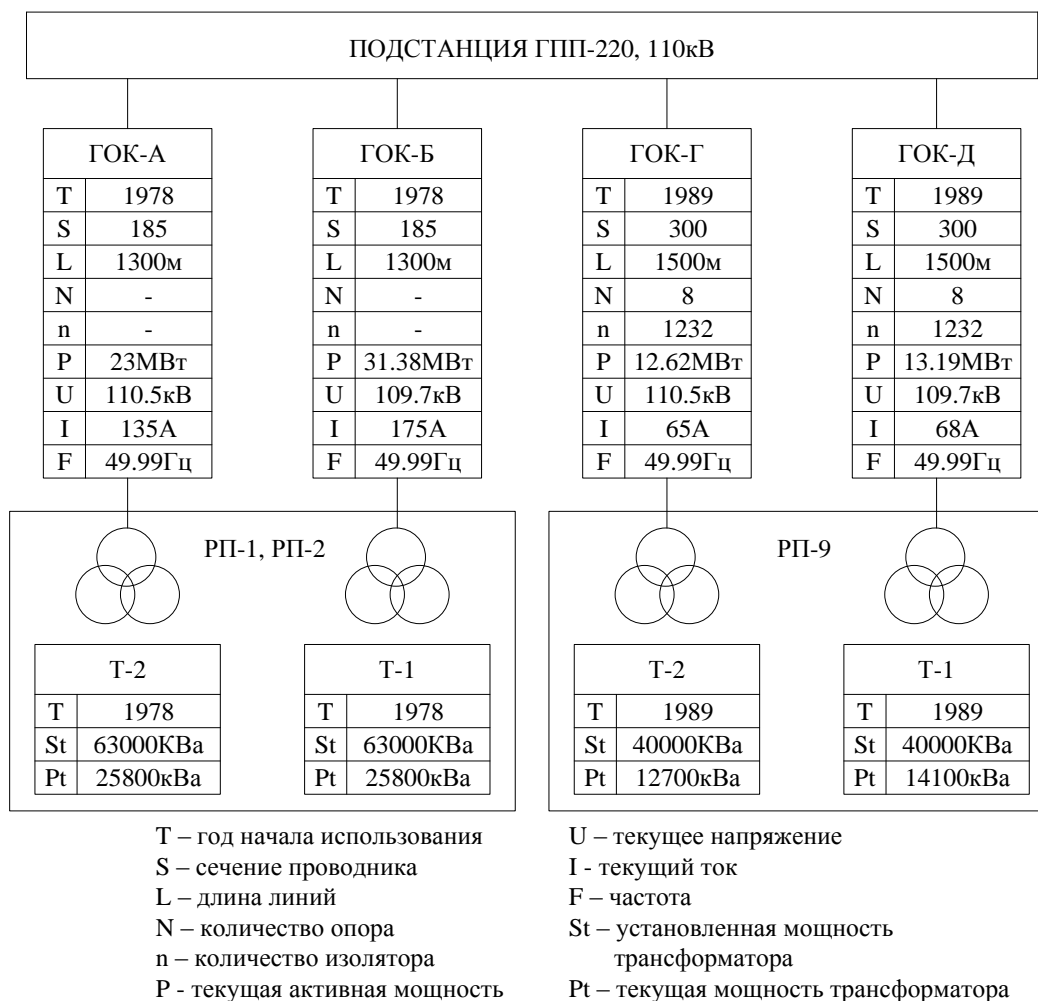 ПОДСТАНЦИЯ ГПП-220, 110кВ
ГОК-А
T 1978
S 185
L 1300м
N -
n -
P 23МВт
U 110.5кВ
I 135А
F 49.99Гц
ГОК-Б
T 1978
S 185
L 1300м
N -
n -
P 31.38МВт
U 109.7кВ
I 175А
F 49.99Гц
ГОК-Г
T 1989
S 300
L 1500м
N 8
n 1232
P 12.62МВт
U 110.5кВ
I 65А
F 49.99Гц
ГОК-Д
T 1989
S 300
L 1500м
N 8
n 1232
P 13.19МВт
U 109.7кВ
I 68А
F 49.99Гц
РП-1, РП-2
Т-2
T 1978
St 63000КВа
Pt 25800кВа
Т-1
T 1978
St 63000КВа
Pt 25800кВа
РП-9
Т-2
T 1989
St 40000КВа
Pt 12700кВа
Т-1
T 1989
St 40000КВа
Pt 14100кВа
T – год начала использования
S – сечение проводника
L – длина линий
N – количество опора
n – количество изолятора
P - текущая активная мощность
U – текущее напряжение
I - текущий ток
F – частота
St – установленная мощность
трансформатора
Pt – текущая мощность трансформатора